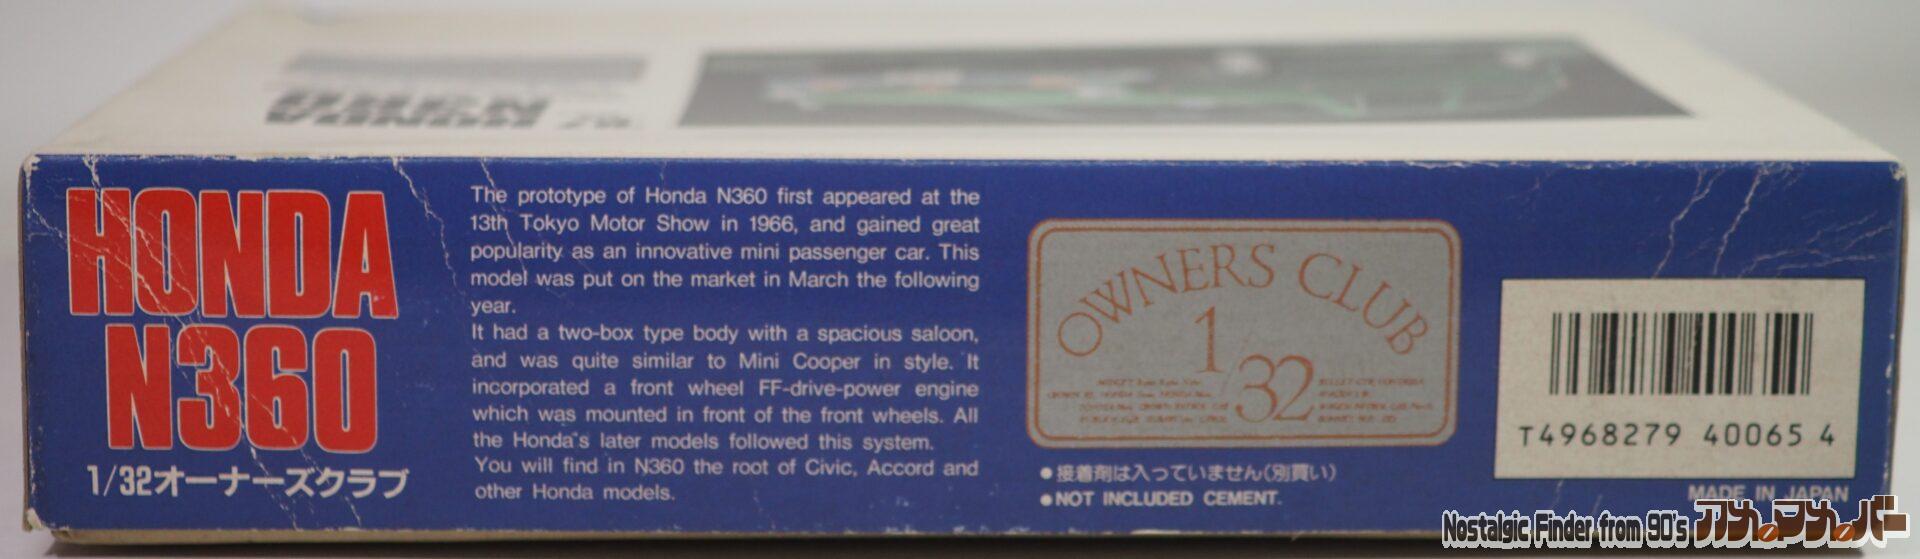 HONDA
N360
HONDA
N360
1/32オーナーズクラブ
The prototype of Honda N360 first appeared at the
13th Tokyo Motor Show in 1966, and gained great
popularity as an innovative mini passenger car. This
model was put on the market in March the following
year.
It had a two-box type body with a spacious saloon,
and was quite similar to Mini Cooper in style. It
incorporated a front wheel FF-drive-power engine
which was mounted in front of the front wheels. All
the Honda's later models followed this system.
You will find in N360 the root of Civic, Accord and
other Honda models.
OWNERS CLUB
1/32
●接着剤は入っていません(別買い)
●NOT INCLUDED CEMENT.
T4968279 40065 4
MADE IN JAPAN
Nostalgic Finder from 90's